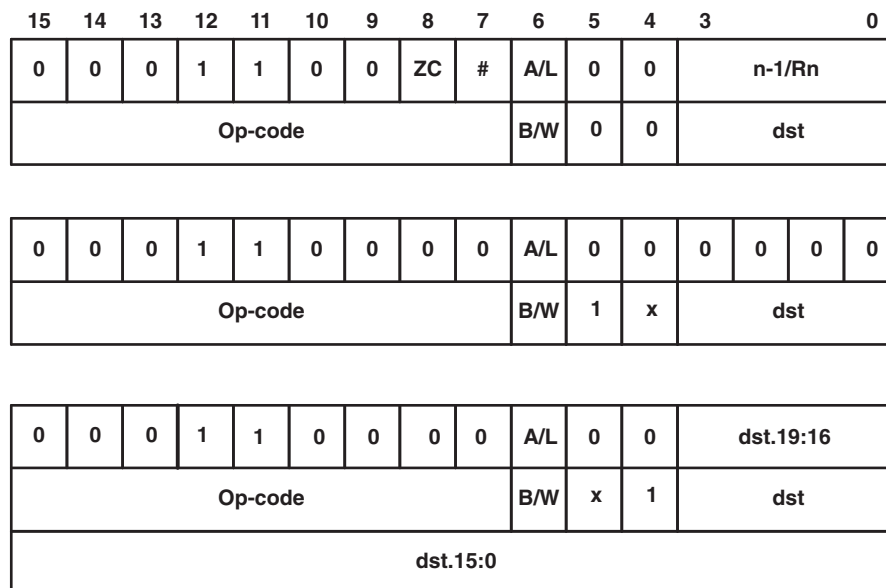 15 14 13 12 11 10 9 8 7 6 5 4 3 0
0 0 0 1 1 0 0 ZC # A/L 0 0 n-1/Rn
Op-code B/W 0 0 dst
0 0 0 1 1 0 0 0 0 A/L 0 0 0 0 0 0
Op-code B/W 1 x dst
0 0 0 1 1 0 0 0 0 A/L 0 0 dst.19:16
Op-code B/W x 1 dst
dst.15:0